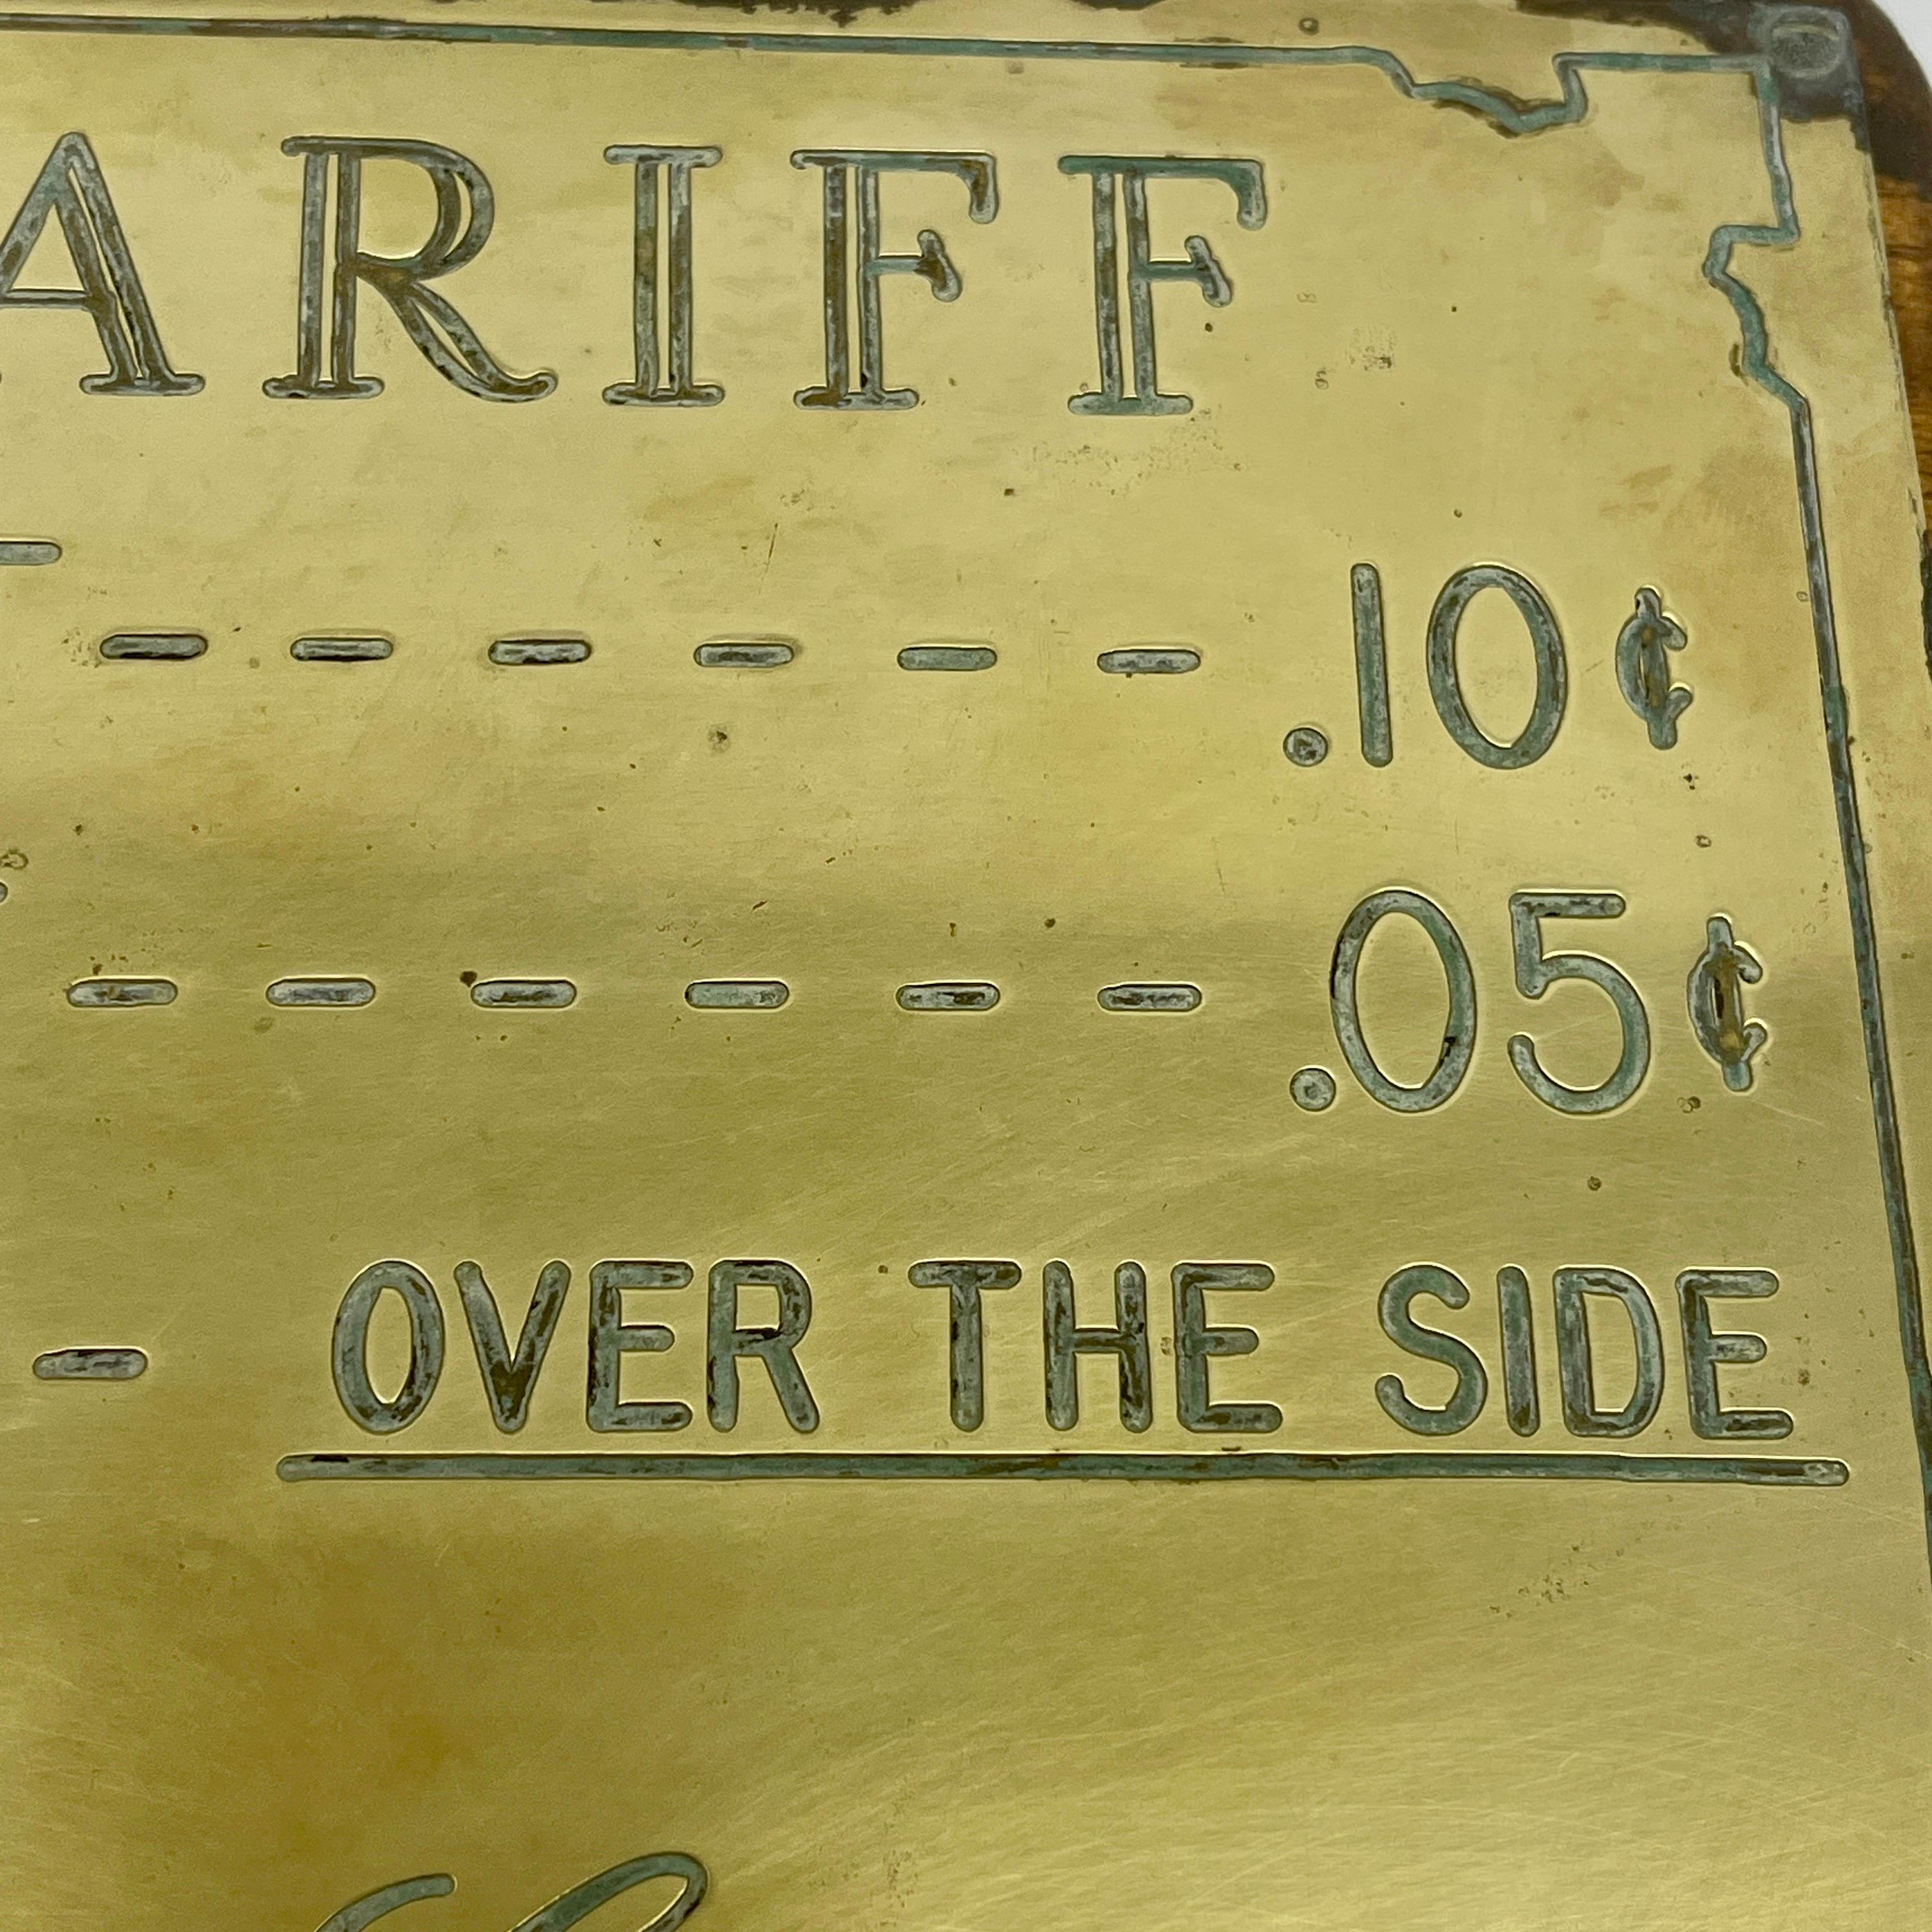 ARIFF
- - - - - - .10¢
- - - - - - .05¢
- OVER THE SIDE